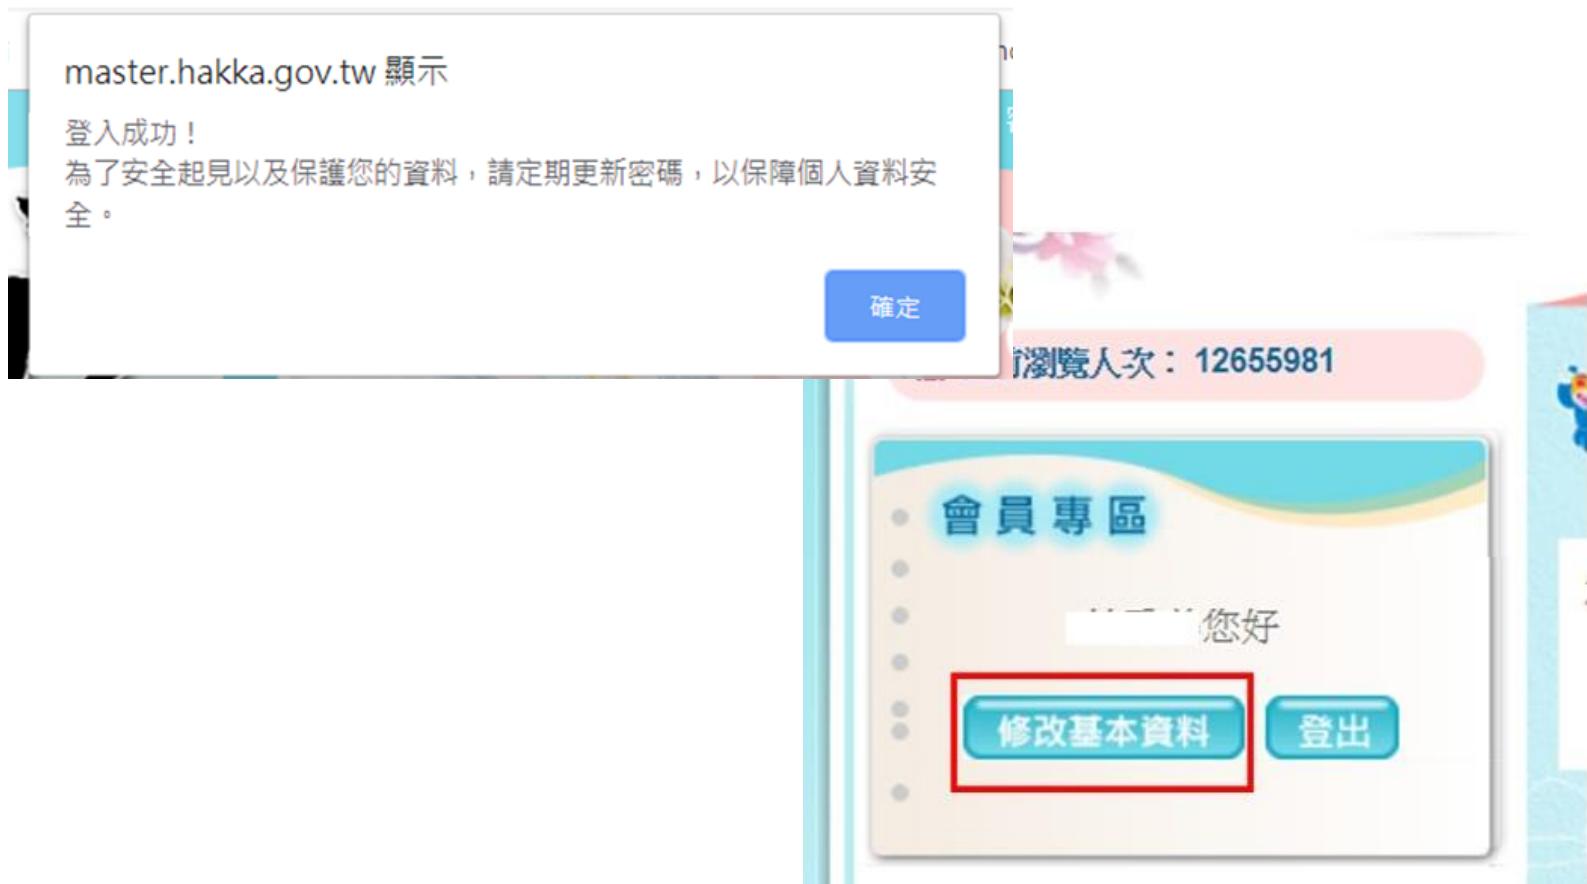 master.hakka.gov.tw 顯示
登入成功！
為了安全起見以及保護您的資料，請定期更新密碼，以保障個人資料安
全。
確定
瀏覽人次： 12655981
會員專區
您好
修改基本資料
登出